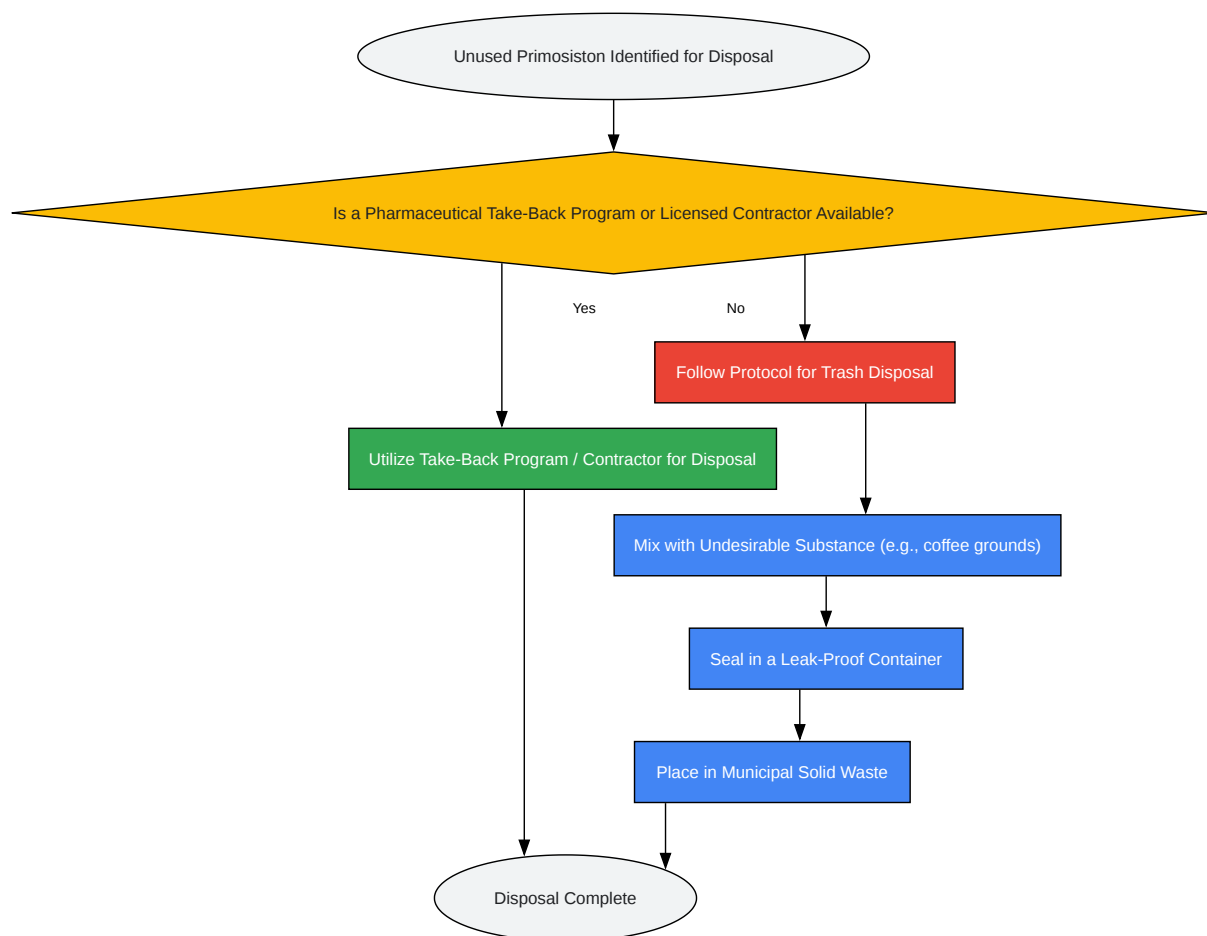 Unused Primosiston Identified for Disposal
Is a Pharmaceutical Take-Back Program or Licensed Contractor Available?
Yes
No
Follow Protocol for Trash Disposal
Utilize Take-Back Program / Contractor for Disposal
Mix with Undesirable Substance (e.g., coffee grounds)
Seal in a Leak-Proof Container
Place in Municipal Solid Waste
Disposal Complete